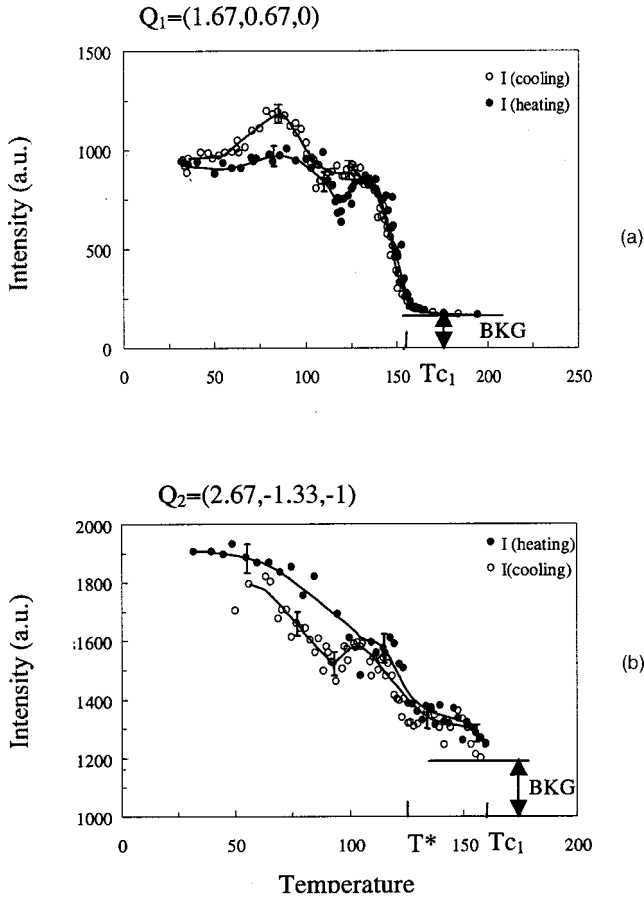 Q1=(1.67,0.67,0)
1500
1000
500
0
Intensity (a.u.)
I (cooling)
I (heating)
(a)
BKG
Tc1
0 50 100 150 200 250
Q2=(2.67,-1.33,-1)
2000
1800
1600
1400
1200
1000
Intensity (a.u.)
I (heating)
I(cooling)
(b)
BKG
0 50 100 150 200
T* Tc1
Temperature